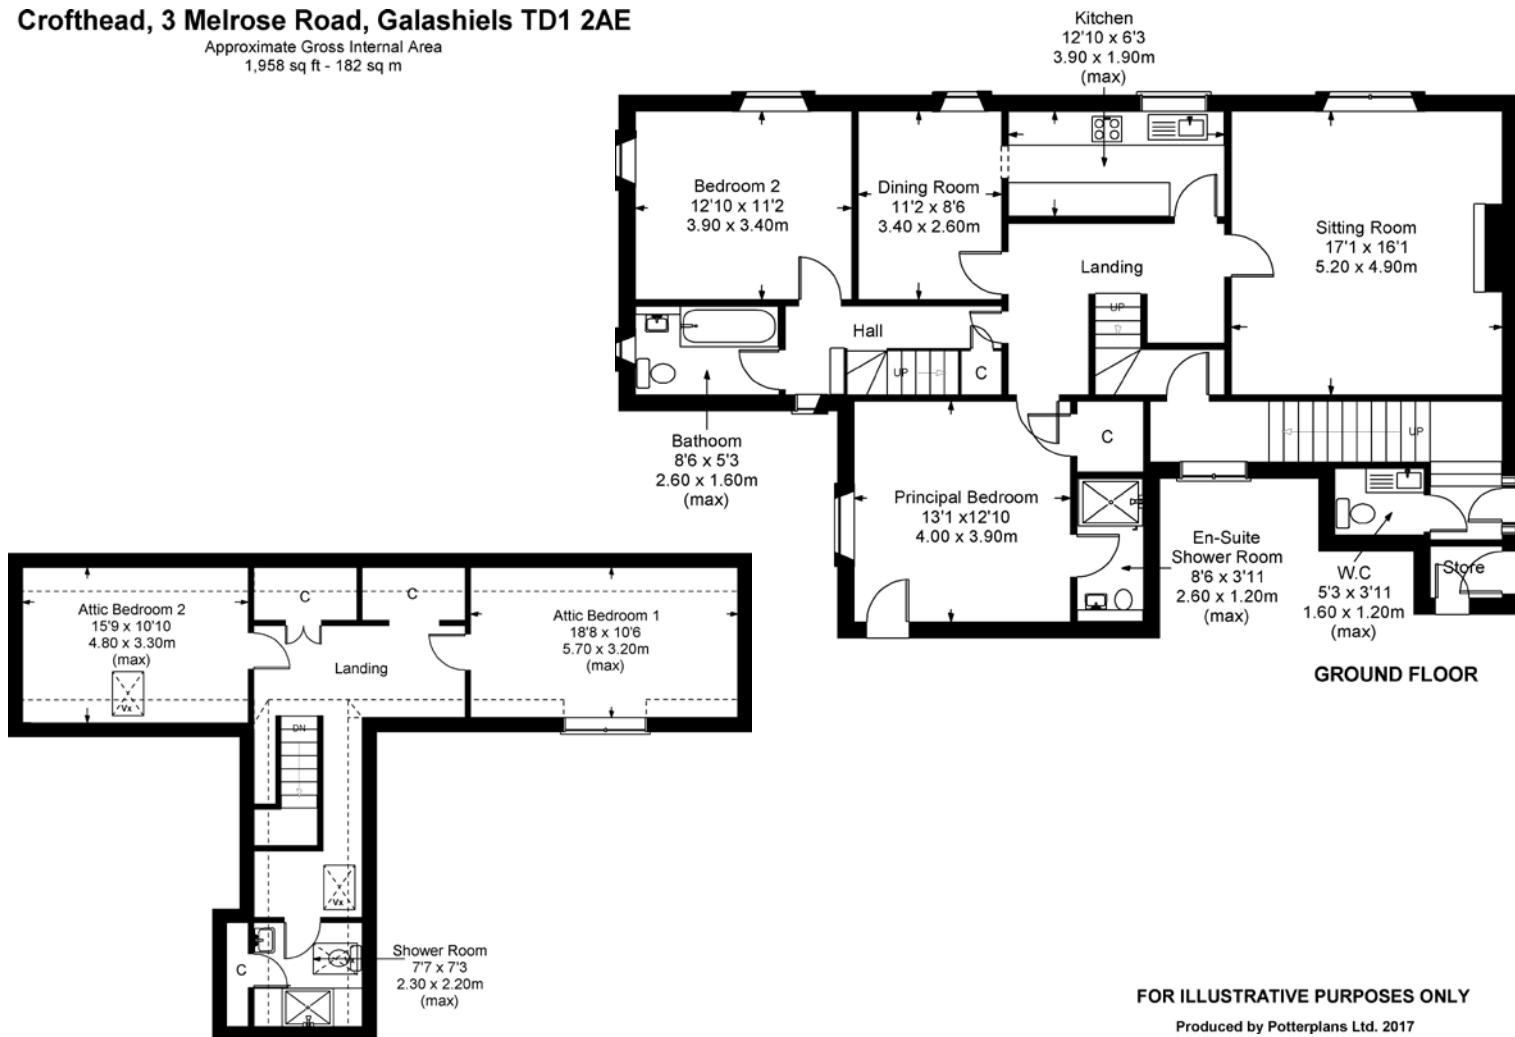 Crofthead, 3 Melrose Road, Galashiels TD1 2AE
Approximate Gross Internal Area
1,958 sq ft - 182 sq m
Kitchen
12'10 x 6'3
3.90 x 1.90m
(max)
Bedroom 2
12'10 x 11'2
3.90 x 3.40m
Dining Room
11'2 x 8'6
3.40 x 2.60m
Sitting Room
17'1 x 16'1
5.20 x 4.90m
Landing
UP
Hall
UP
C
Bathoom
8'6 x 5'3
2.60 x 1.60m
(max)
C
UP
Principal Bedroom
13'1 x12'10
4.00 x 3.90m
En-Suite
Shower Room
8'6 x 3'11
2.60 x 1.20m
(max)
W.C
5'3 x 3'11
1.60 x 1.20m
(max)
Store
GROUND FLOOR
Attic Bedroom 2
15'9 x 10'10
4.80 x 3.30m
(max)
Vx
C
C
Attic Bedroom 1
18'8 x 10'6
5.70 x 3.20m
(max)
Landing
DN
Vx
C
Shower Room
7'7 x 7'3
2.30 x 2.20m
(max)
FOR ILLUSTRATIVE PURPOSES ONLY
Produced by Potterplans Ltd. 2017